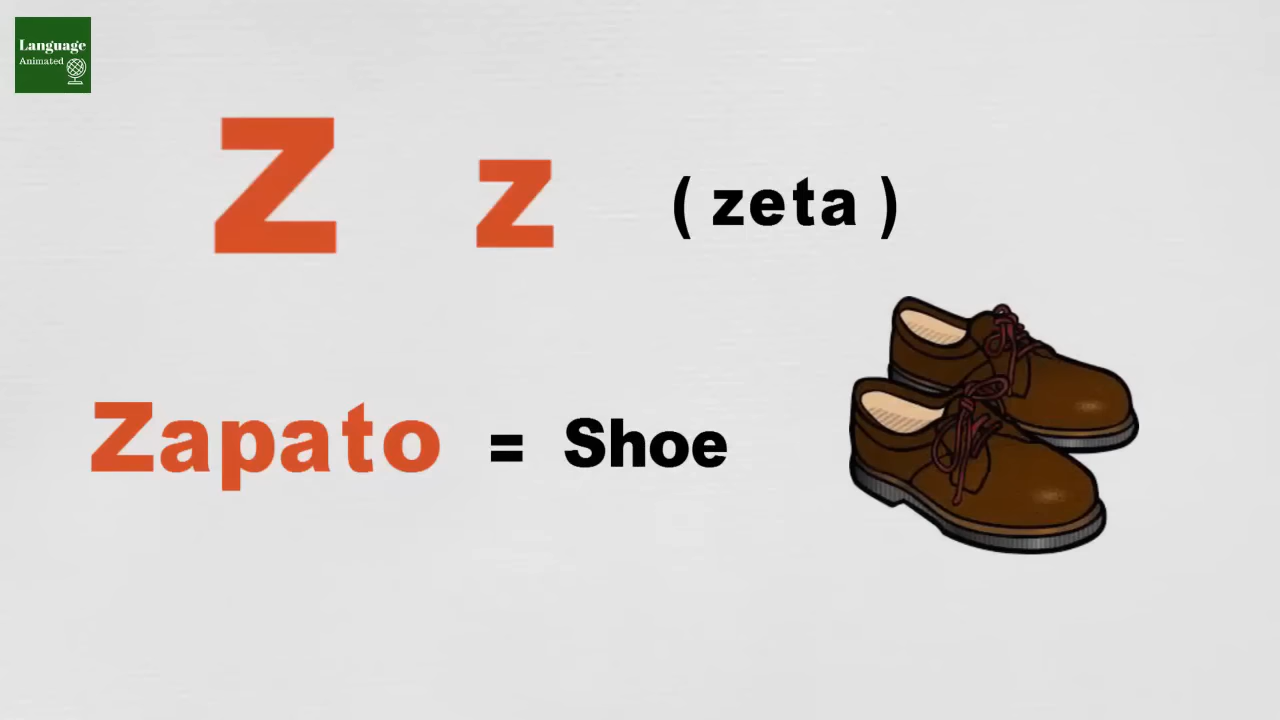 Language
Animated
Z z ( zeta )
Zapato = Shoe